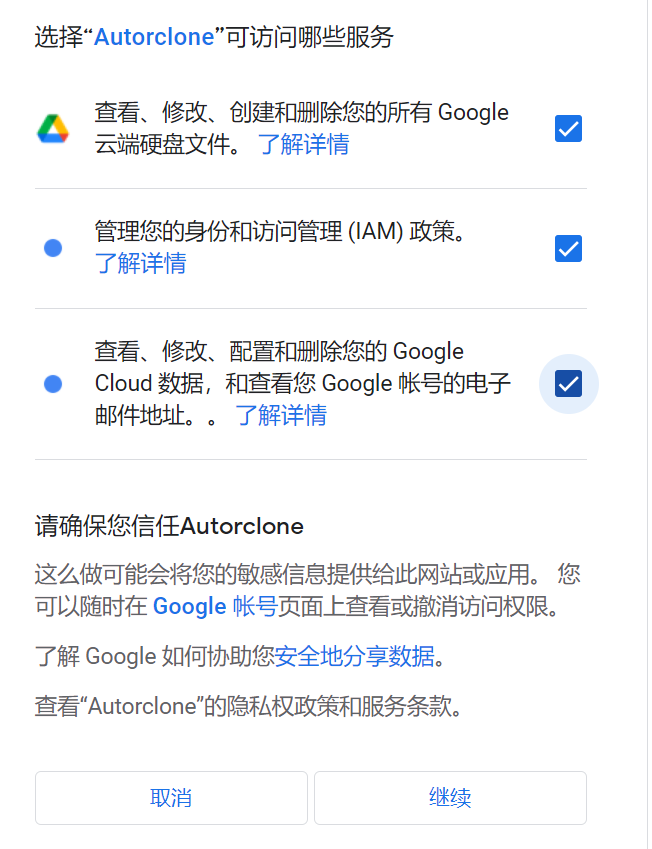 选择“Autorclone”可访问哪些服务
查看、修改、创建和删除您的所有 Google
云端硬盘文件。 了解详情
管理您的身份和访问管理 (IAM) 政策。
了解详情
查看、修改、配置和删除您的 Google
Cloud 数据，和查看您 Google 帐号的电子
邮件地址。。 了解详情
请确保您信任Autorclone
这么做可能会将您的敏感信息提供给此网站或应用。 您
可以随时在 Google 帐号页面上查看或撤消访问权限。
了解 Google 如何协助您安全地分享数据。
查看“Autorclone”的隐私权政策和服务条款。
取消
继续